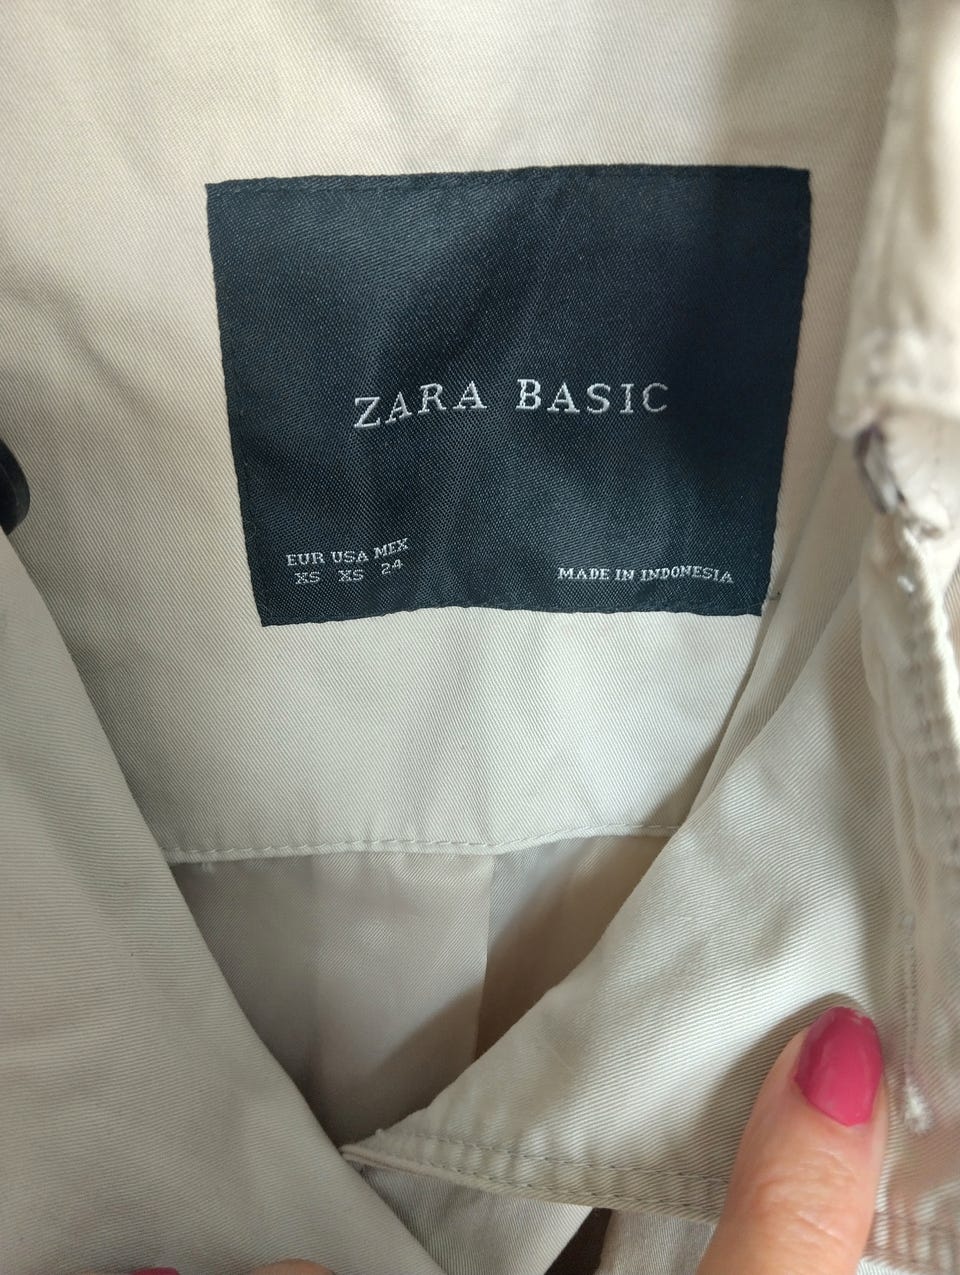 ZARA BASIC
EUR USA MEX
XS XS 24
MADE IN INDONESIA